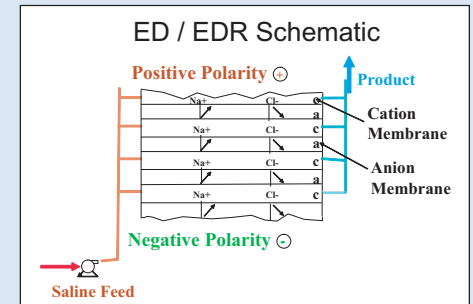 ED / EDR Schematic
Positive Polarity +
Product
Na+ Cl- c
Cation
Membrane
a
Na+ Cl- c
a
Na+ Cl- c
Anion
Membrane
a
Na+ Cl- c
Negative Polarity -
Saline Feed